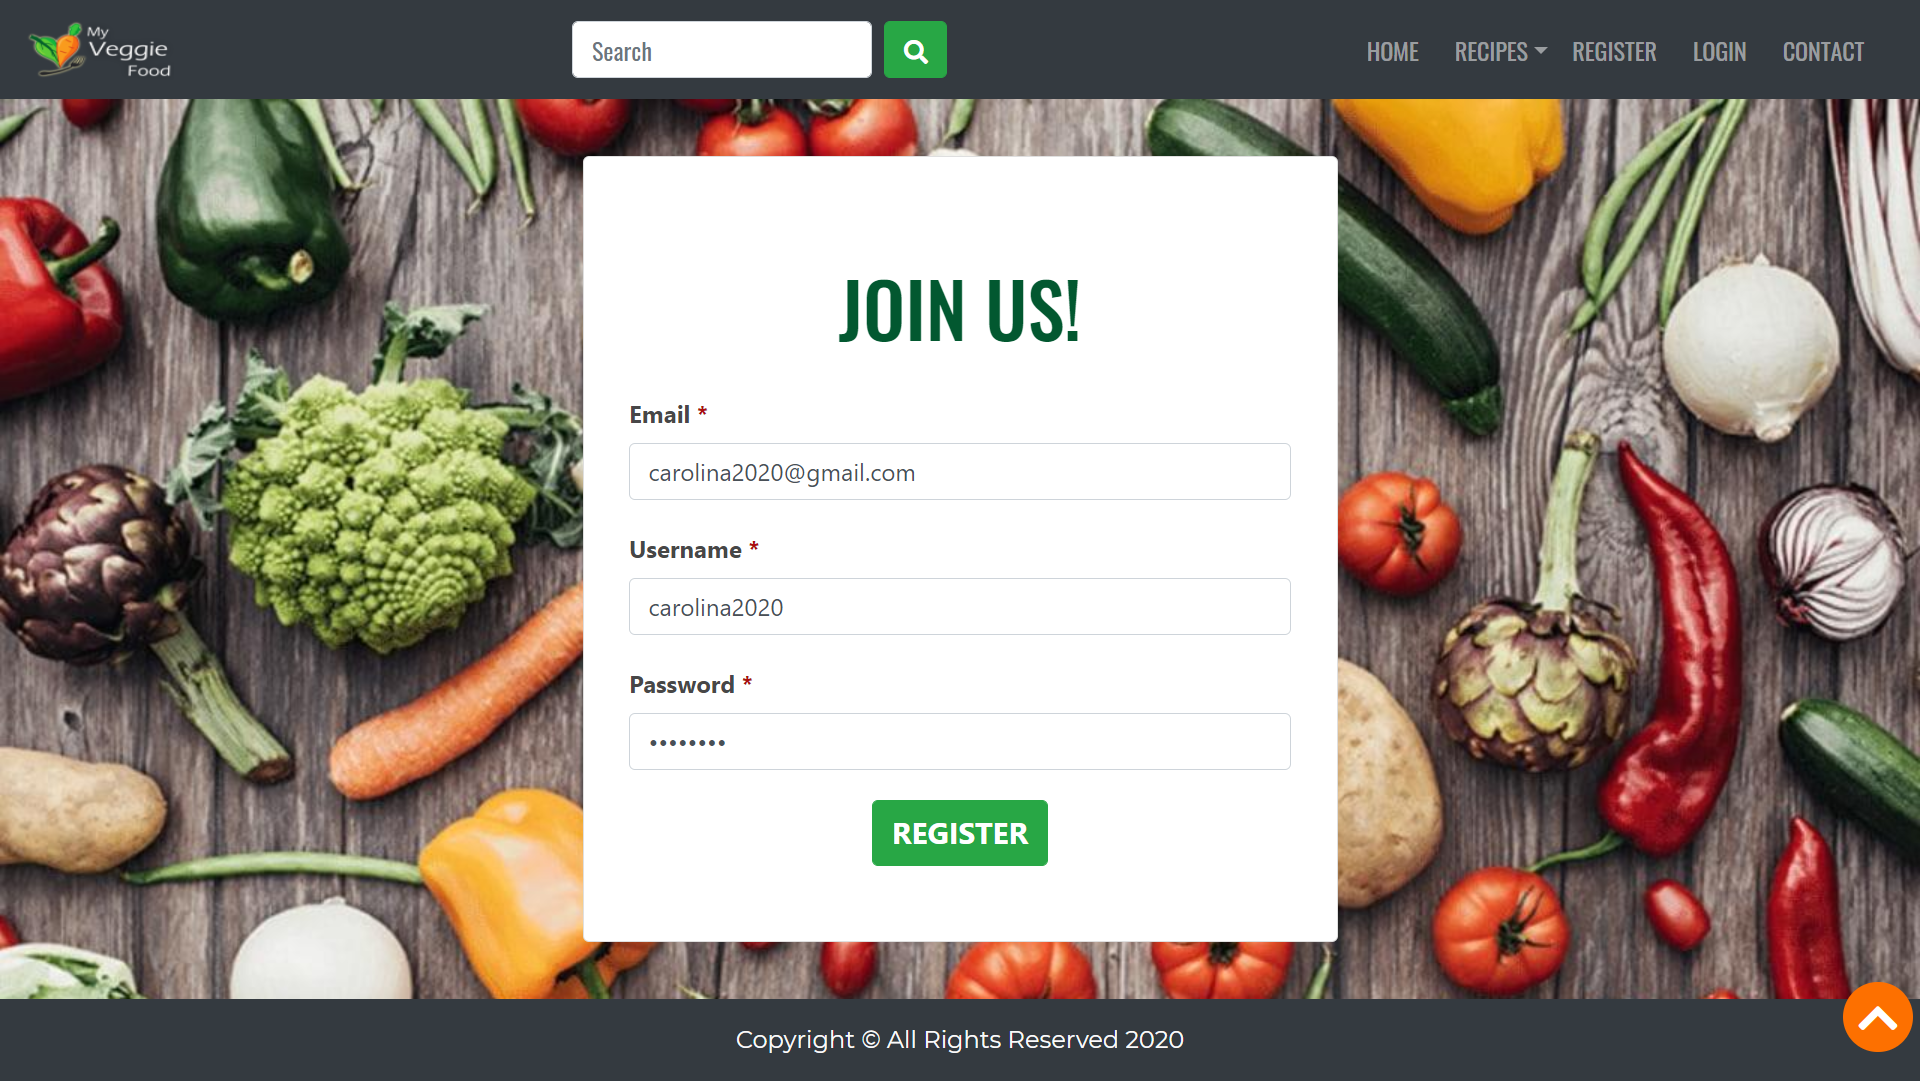 My
Veggie
Food
Search
HOME
RECIPES
REGISTER
LOGIN
CONTACT
JOIN US!
Email *
carolina2020@gmail.com
Username *
carolina2020
Password *
••••••••
REGISTER
Copyright © All Rights Reserved 2020